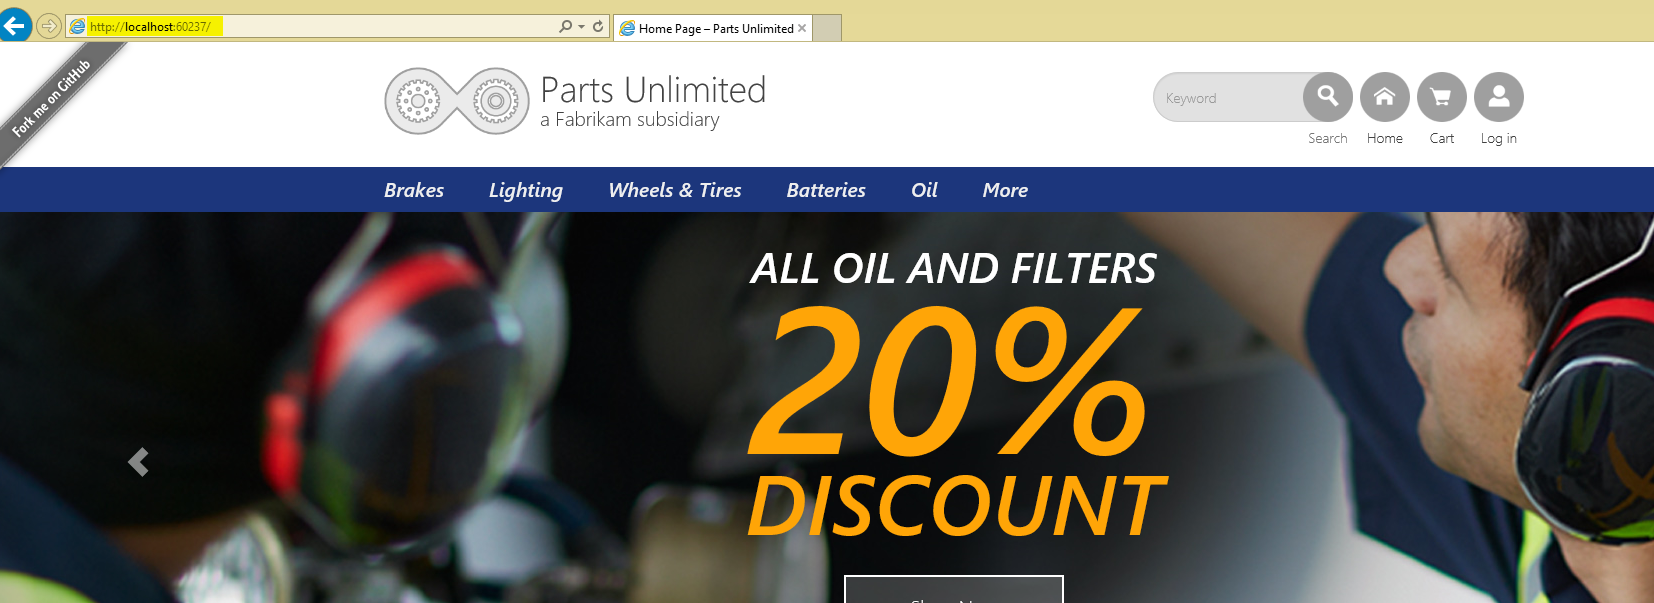 http://localhost:60237/
Home Page – Parts Unlimited
Fork me on GitHub
Parts Unlimited
a Fabrikam subsidiary
Keyword
Search Home Cart Log in
Brakes Lighting Wheels & Tires Batteries Oil More
ALL OIL AND FILTERS
20%
DISCOUNT